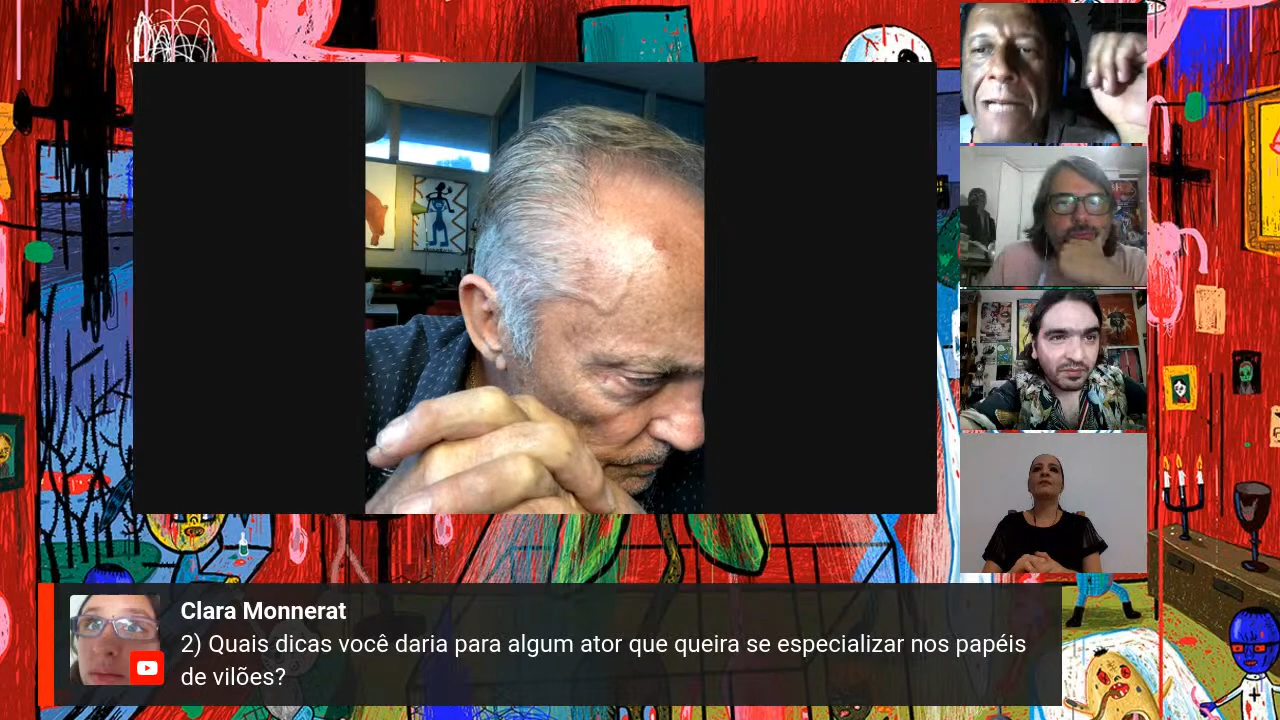 Clara Monnerat
2) Quais dicas você daria para algum ator que queira se especializar nos papéis
de vilões?